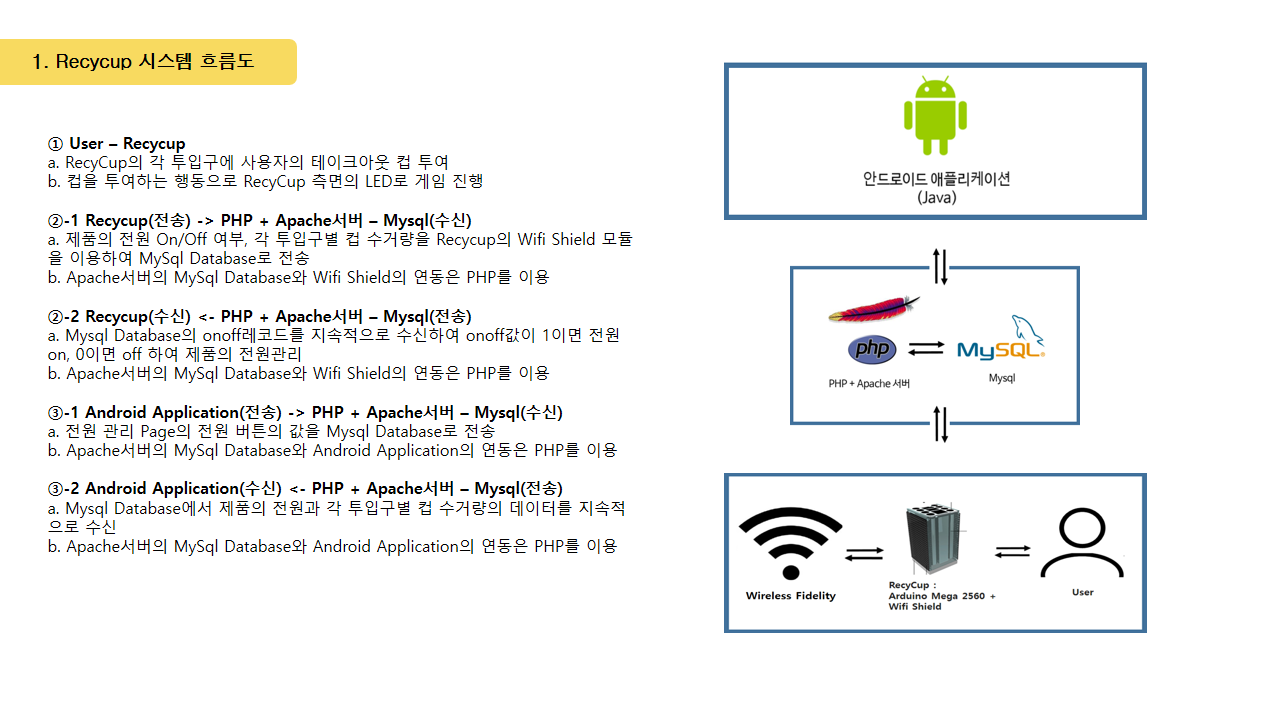 1. Recycup 시스템 흐름도
① User – Recycup
a. RecyCup의 각 투입구에 사용자의 테이크아웃 컵 투여
b. 컵을 투여하는 행동으로 RecyCup 측면의 LED로 게임 진행
②-1 Recycup(전송) -> PHP + Apache서버 – Mysql(수신)
a. 제품의 전원 On/Off 여부, 각 투입구별 컵 수거량을 Recycup의 Wifi Shield 모듈
을 이용하여 MySql Database로 전송
b. Apache서버의 MySql Database와 Wifi Shield의 연동은 PHP를 이용
②-2 Recycup(수신) <- PHP + Apache서버 – Mysql(전송)
a. Mysql Database의 onoff레코드를 지속적으로 수신하여 onoff값이 1이면 전원
on, 0이면 off 하여 제품의 전원관리
b. Apache서버의 MySql Database와 Wifi Shield의 연동은 PHP를 이용
③-1 Android Application(전송) -> PHP + Apache서버 – Mysql(수신)
a. 전원 관리 Page의 전원 버튼의 값을 Mysql Database로 전송
b. Apache서버의 MySql Database와 Android Application의 연동은 PHP를 이용
③-2 Android Application(수신) <- PHP + Apache서버 – Mysql(전송)
a. Mysql Database에서 제품의 전원과 각 투입구별 컵 수거량의 데이터를 지속적
으로 수신
b. Apache서버의 MySql Database와 Android Application의 연동은 PHP를 이용
안드로이드 애플리케이션
(Java)
php
MySQL
PHP + Apache 서버
Mysql
Wireless Fidelity
RecyCup :
Arduino Mega 2560 +
Wifi Shield
User